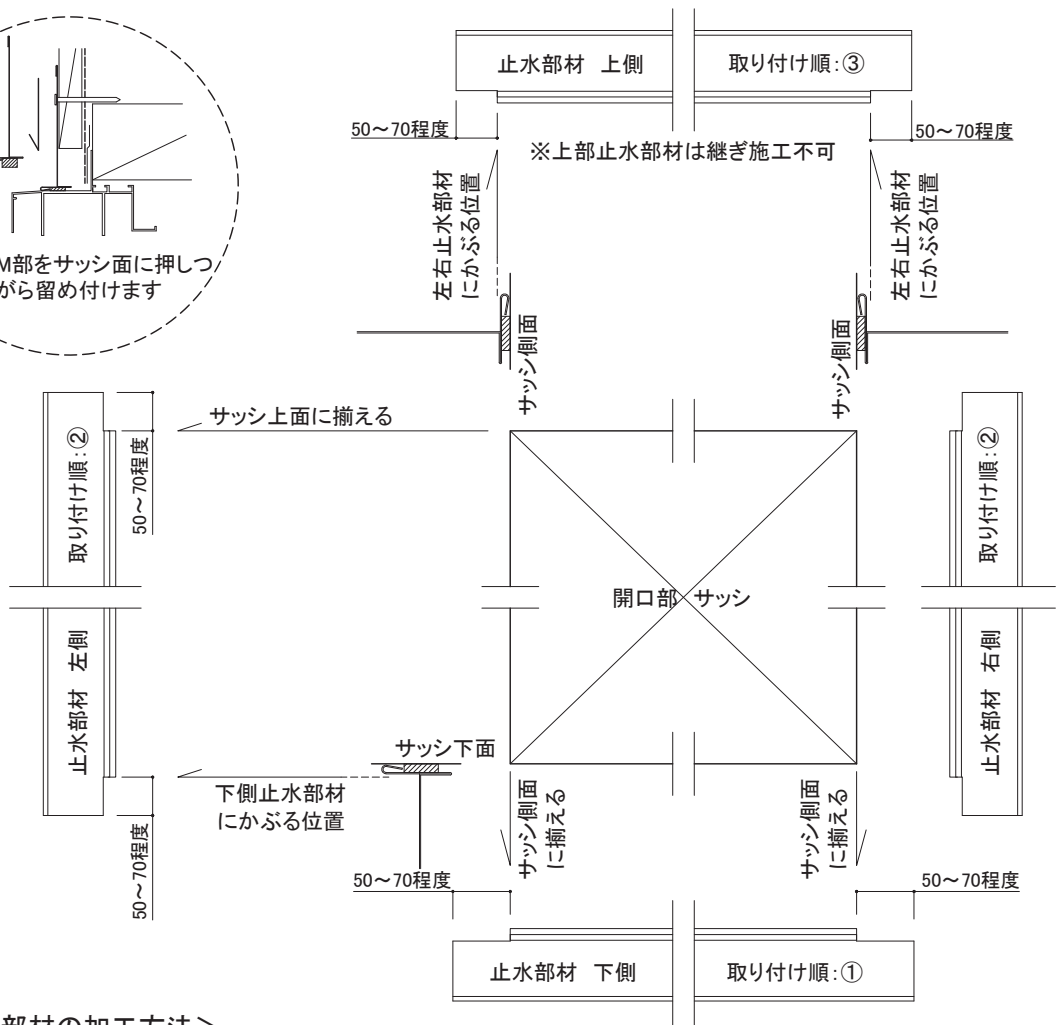 止水部材 上側
取り付け順:③
50～70程度
50～70程度
※上部止水部材は継ぎ施工不可
左右止水部材
にかぶる位置
左右止水部材
にかぶる位置
M部をサッシ面に押しつ
がら留め付けます
サッシ側面
サッシ側面
取り付け順:②
50～70程度
サッシ上面に揃える
取り付け順:②
開口部 サッシ
止水部材 左側
止水部材 右側
サッシ下面
下側止水部材
にかぶる位置
サッシ側面
に揃える
サッシ側面
に揃える
50～70程度
50～70程度
50～70程度
止水部材 下側
取り付け順:①
部材の加工方法＞